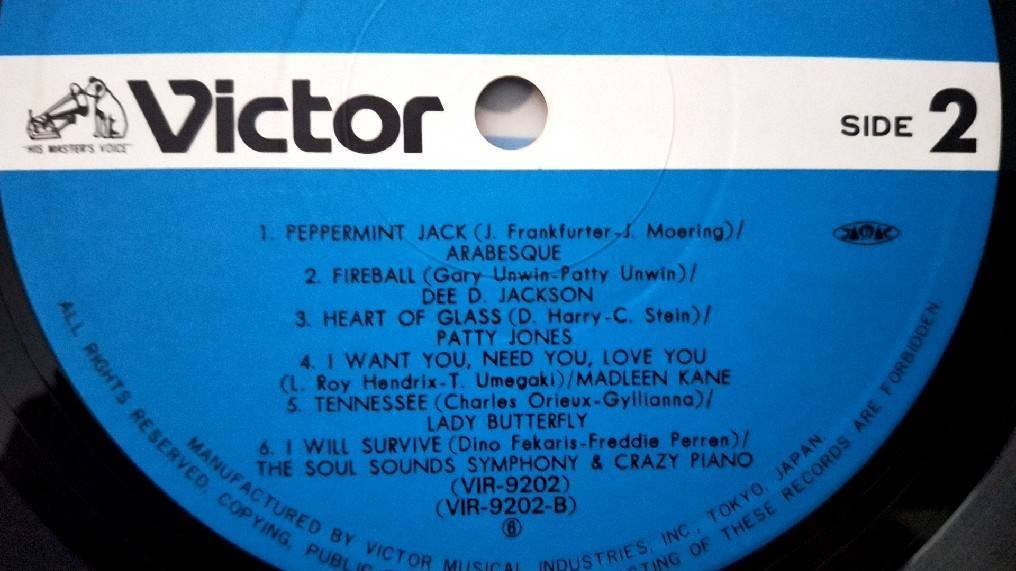 "HIS MASTER'S VOICE"
Victor
SIDE 2
1. PEPPERMINT JACK (J. Frankfurter-J. Moering)/
ARABESQUE
2. FIREBALL (Gary Unwin-Patty Unwin)/
DEE D. JACKSON
3. HEART OF GLASS (D. Harry-C. Stein)/
PATTY JONES
4. I WANT YOU, NEED YOU, LOVE YOU
(L. Roy Hendrix-T. Umegaki)/MADLEEN KANE
5. TENNESSEE (Charles Orieux-Gyllianna)/
LADY BUTTERFLY
6. I WILL SURVIVE (Dino Fekaris-Freddie Perren)/
THE SOUL SOUNDS SYMPHONY & CRAZY PIANO
(VIR-9202)
(VIR-9202-B)
Ⓢ
MANUFACTURED BY VICTOR MUSICAL INDUSTRIES, INC., TOKYO, JAPAN.
ALL RIGHTS RESERVED. COPYING, PUBLIC OF THESE RECORDS ARE FORBIDDEN.